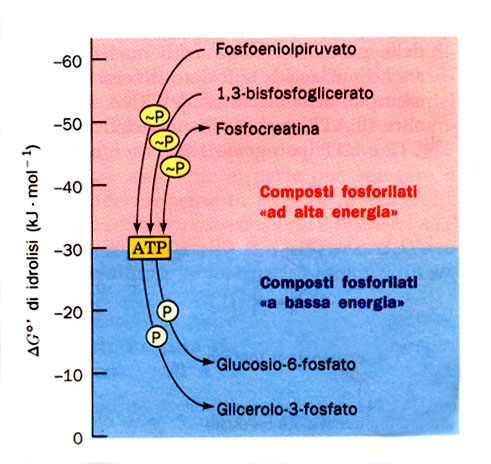 ΔG°' di idrolisi (kJ · mol⁻¹)
−60
−50
−40
−30
−20
−10
0
Fosfoeniolpiruvato
1,3-bisfosfoglicerato
Fosfocreatina
~P
~P
~P
Composti fosforilati
«ad alta energia»
ATP
Composti fosforilati
«a bassa energia»
P
P
Glucosio-6-fosfato
Glicerolo-3-fosfato